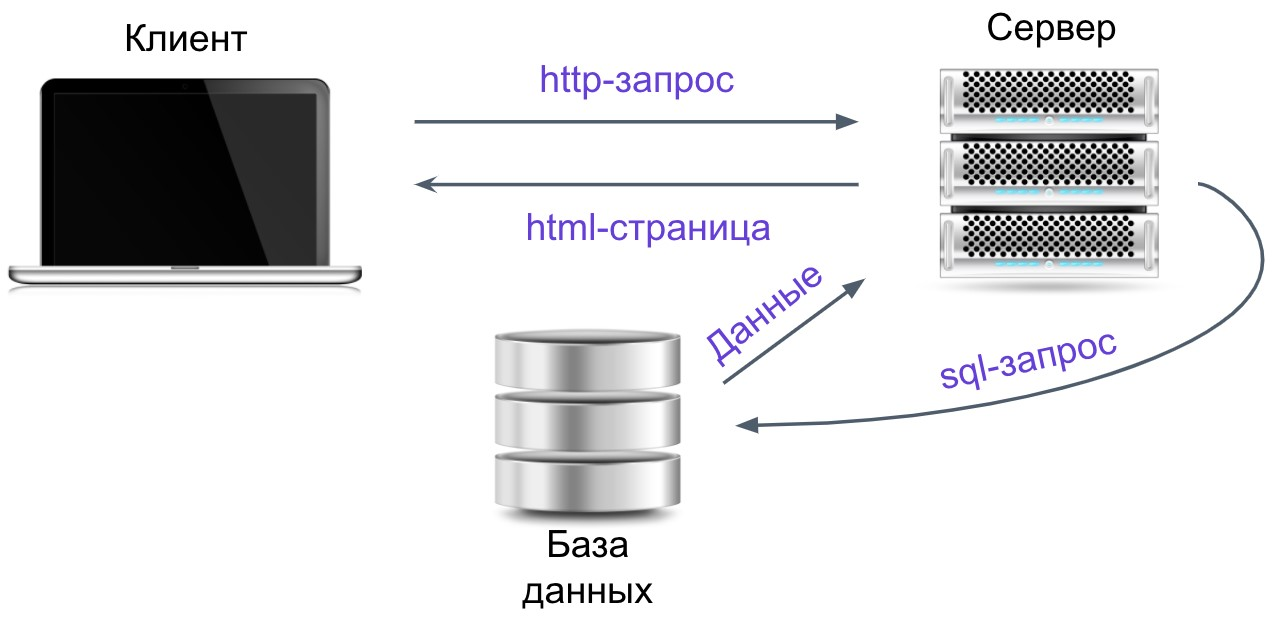 Клиент
Сервер
http-запрос
html-страница
Данные
sql-запрос
База
данных